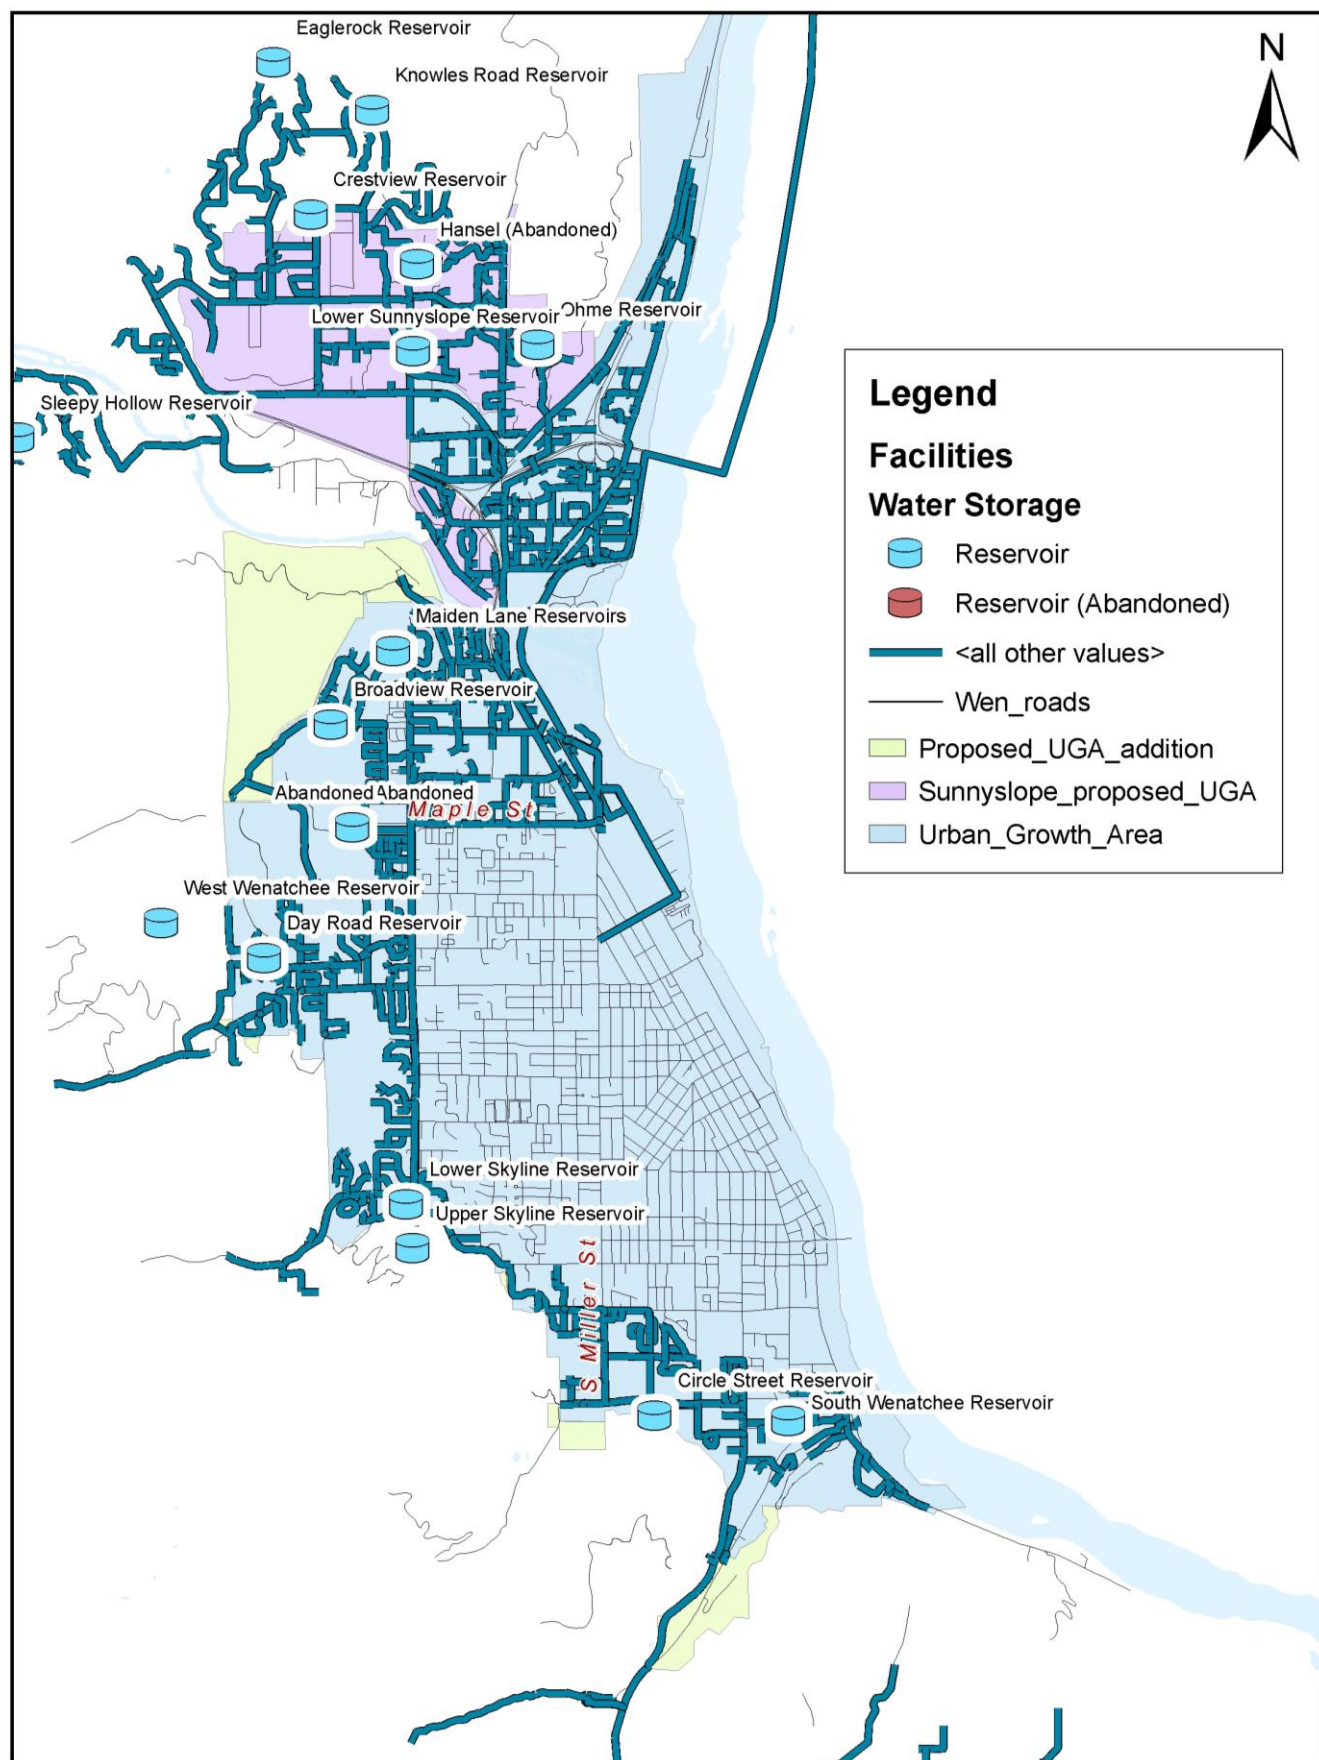 Eaglerock Reservoir
N
Knowles Road Reservoir
Crestview Reservoir
Hansel (Abandoned)
Lower Sunnyslope Reservoir
Ohme Reservoir
Sleepy Hollow Reservoir
Legend
Facilities
Water Storage
Reservoir
Reservoir (Abandoned)
<all other values>
Wen_roads
Proposed_UGA_addition
Sunnyslope_proposed_UGA
Urban_Growth_Area
Maiden Lane Reservoirs
Broadview Reservoir
Abandoned
Abandoned
Maple St
West Wenatchee Reservoir
Day Road Reservoir
Lower Skyline Reservoir
Upper Skyline Reservoir
S Miller St
Circle Street Reservoir
South Wenatchee Reservoir